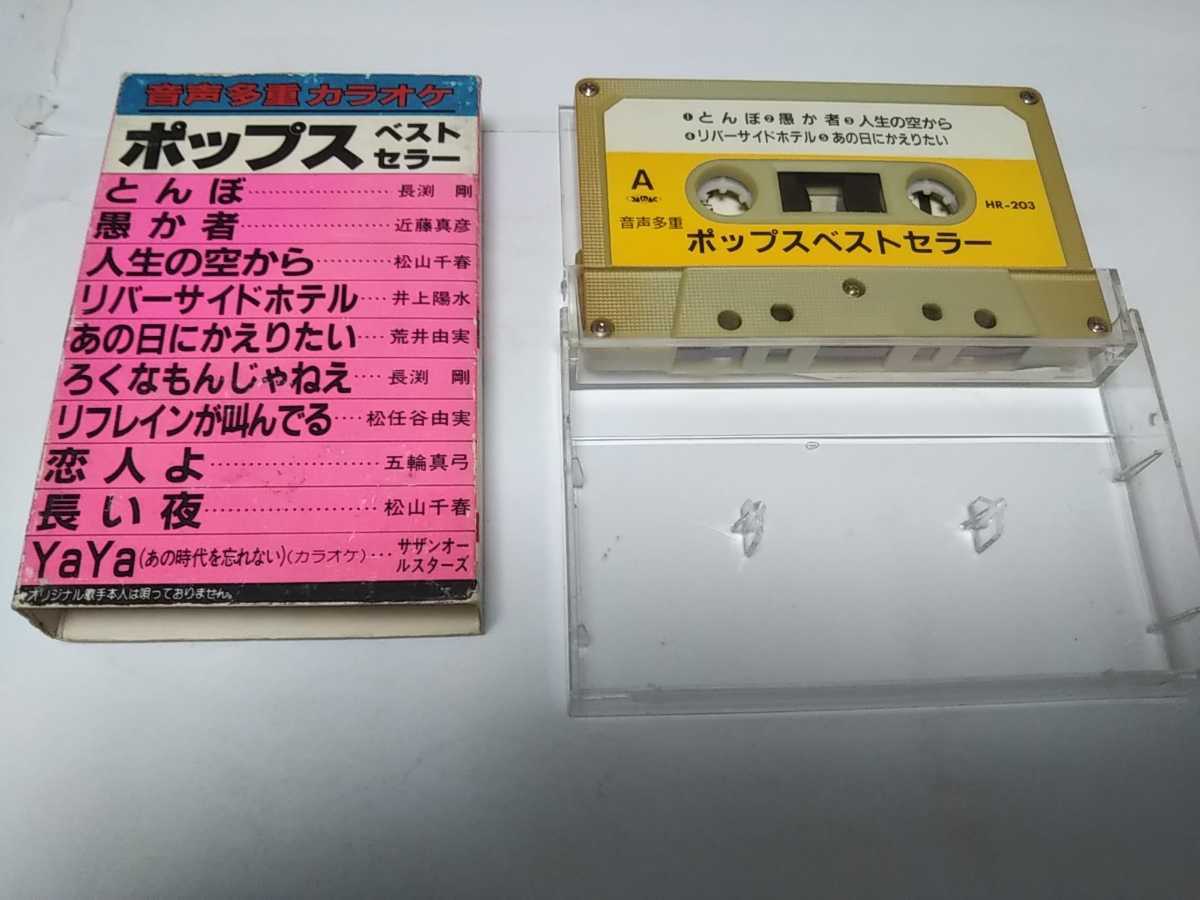 音声多重 カラオケ
ポップス ベストセラー
とんぼ…………………長渕 剛
愚か者…………………近藤真彦
人生の空から…………松山千春
リバーサイドホテル‥‥井上陽水
あの日にかえりたい‥‥荒井由実
ろくなもんじゃねえ‥‥長渕 剛
リフレインが叫んでる‥‥松任谷由実
恋人よ…………………五輪真弓
長い夜…………………松山千春
YaYa(あの時代を忘れない)(カラオケ)…サザンオールスターズ
オリジナル歌手本人は唄っておりません。
❶とんぼ❷愚か者❸人生の空から
❹リバーサイドホテル❺あの日にかえりたい
A
HR-203
音声多重
ポップスベストセラー